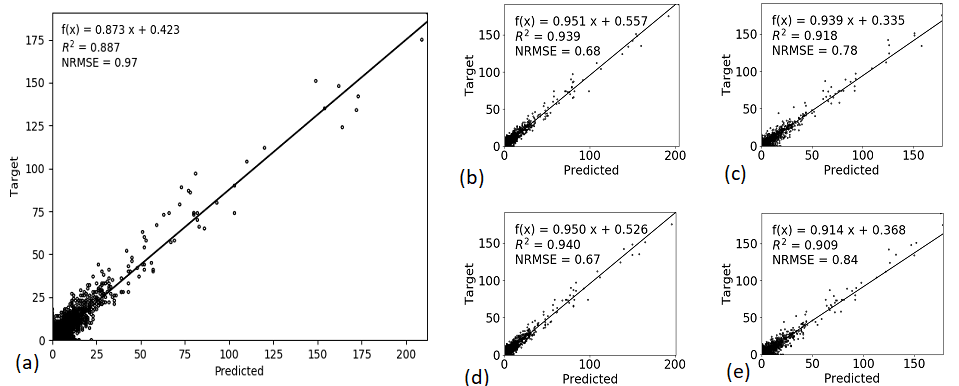 f(x) = 0.873 x + 0.423
R² = 0.887
NRMSE = 0.97
175
150
125
100
75
50
25
0
Target
0 25 50 75 100 125 150 175 200
Predicted
(a)
f(x) = 0.951 x + 0.557
R² = 0.939
NRMSE = 0.68
150
100
50
0
Target
0 100 200
Predicted
(b)
f(x) = 0.939 x + 0.335
R² = 0.918
NRMSE = 0.78
150
100
50
0
Target
0 50 100 150
Predicted
(c)
f(x) = 0.950 x + 0.526
R² = 0.940
NRMSE = 0.67
150
100
50
0
Target
0 100 200
Predicted
(d)
f(x) = 0.914 x + 0.368
R² = 0.909
NRMSE = 0.84
150
100
50
0
Target
0 50 100 150
Predicted
(e)